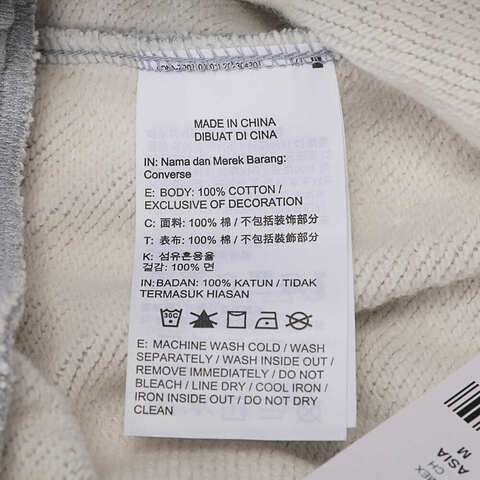 MADE IN CHINA
DIBUAT DI CINA
IN: Nama dan Merek Barang:
Converse
E: BODY: 100% COTTON /
EXCLUSIVE OF DECORATION
C: 面料: 100% 棉 / 不包括装饰部分
T: 表布: 100% 棉 / 不包括裝飾部分
K: 섬유혼용율
겉감: 100% 면
IN: BADAN: 100% KATUN / TIDAK
TERMASUK HIASAN
30C
E: MACHINE WASH COLD / WASH
SEPARATELY / WASH INSIDE OUT /
REMOVE IMMEDIATELY / DO NOT
BLEACH / LINE DRY / COOL IRON /
IRON INSIDE OUT / DO NOT DRY
CLEAN
MEX
CH
ASIA
M